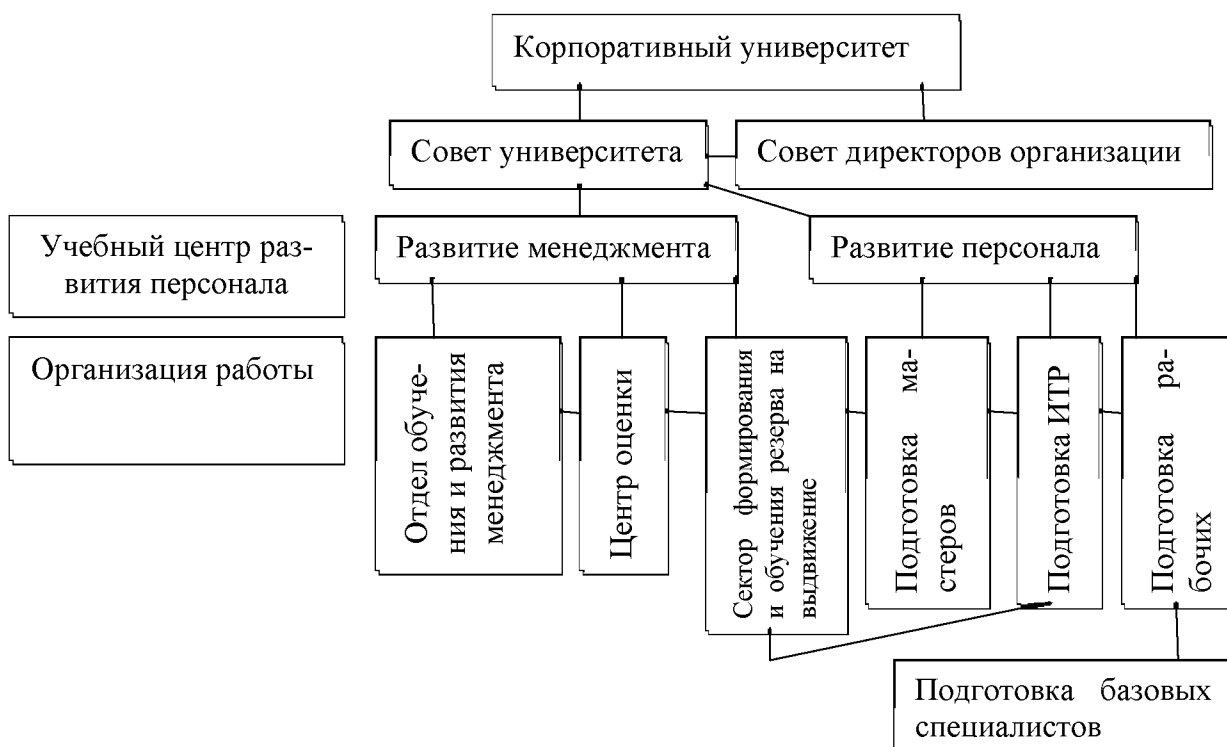 Корпоративный университет
Совет университета
Совет директоров организации
Учебный центр раз-
вития персонала
Развитие менеджмента
Развитие персонала
Организация работы
Отдел обуче-
ния и развития
менеджмента
Центр оценки
Сектор формирования
и обучения резерва на
выдвижение
Подготовка ма-
стеров
Подготовка ИТР
Подготовка ра-
бочих
Подготовка базовых
специалистов